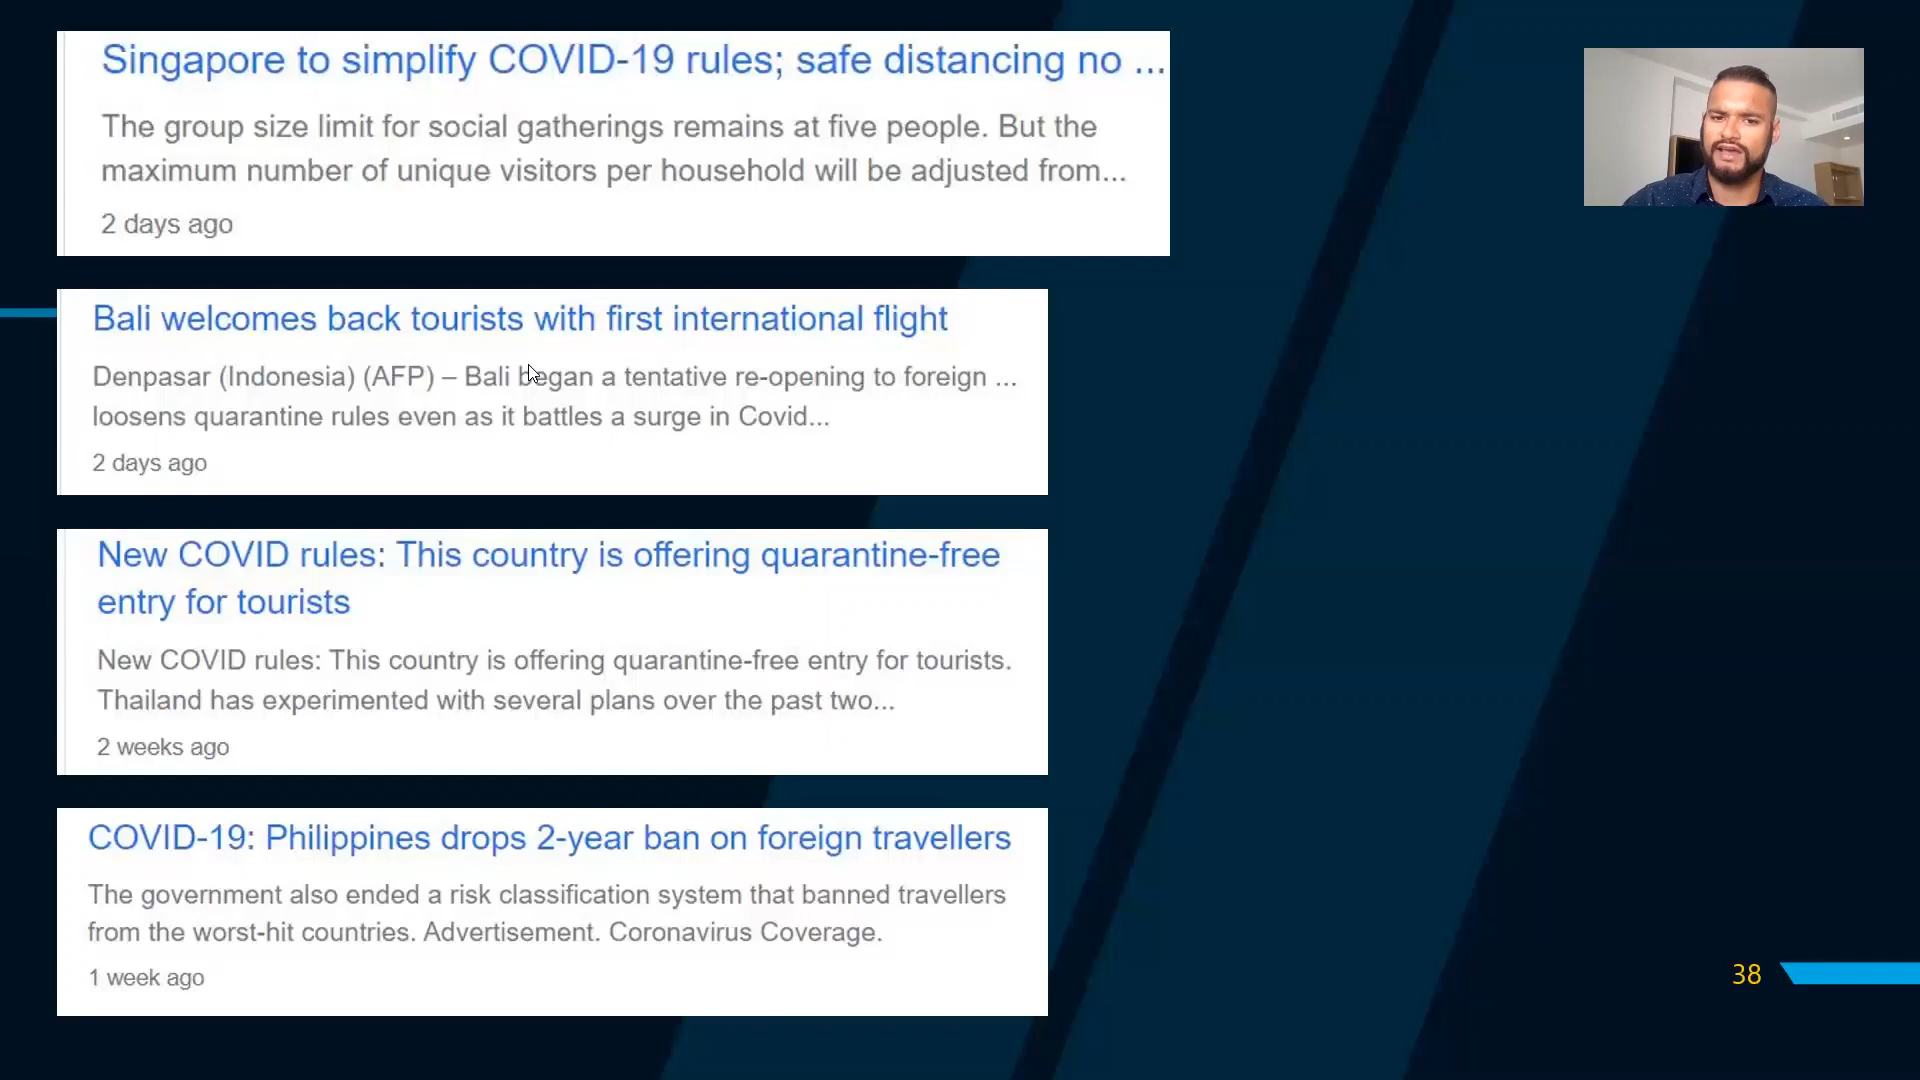 Singapore to simplify COVID-19 rules; safe distancing no ...
The group size limit for social gatherings remains at five people. But the
maximum number of unique visitors per household will be adjusted from...
2 days ago
Bali welcomes back tourists with first international flight
Denpasar (Indonesia) (AFP) – Bali began a tentative re-opening to foreign ...
loosens quarantine rules even as it battles a surge in Covid...
2 days ago
New COVID rules: This country is offering quarantine-free
entry for tourists
New COVID rules: This country is offering quarantine-free entry for tourists.
Thailand has experimented with several plans over the past two...
2 weeks ago
COVID-19: Philippines drops 2-year ban on foreign travellers
The government also ended a risk classification system that banned travellers
from the worst-hit countries. Advertisement. Coronavirus Coverage.
1 week ago
38